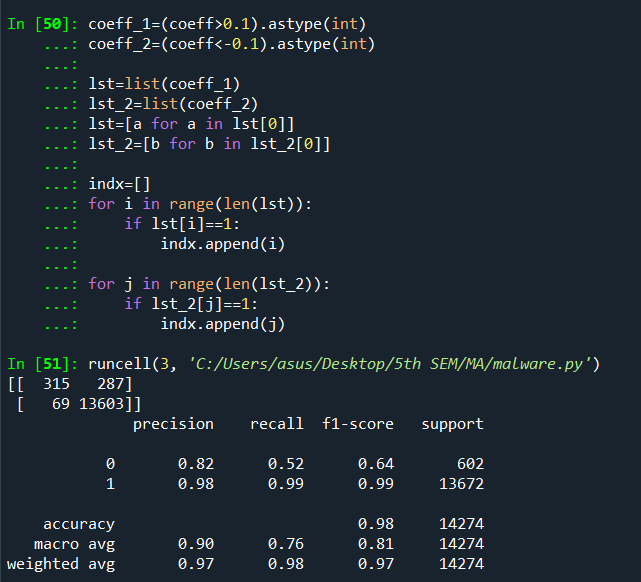 In [50]: coeff_1=(coeff>0.1).astype(int)
    ...: coeff_2=(coeff<-0.1).astype(int)
    ...:
    ...: lst=list(coeff_1)
    ...: lst_2=list(coeff_2)
    ...: lst=[a for a in lst[0]]
    ...: lst_2=[b for b in lst_2[0]]
    ...:
    ...: indx=[]
    ...: for i in range(len(lst)):
    ...:     if lst[i]==1:
    ...:         indx.append(i)
    ...:
    ...: for j in range(len(lst_2)):
    ...:     if lst_2[j]==1:
    ...:         indx.append(j)
In [51]: runcell(3, 'C:/Users/asus/Desktop/5th SEM/MA/malware.py')
[[  315   287]
 [   69 13603]]
              precision    recall  f1-score   support
           0       0.82      0.52      0.64       602
           1       0.98      0.99      0.99     13672
    accuracy                           0.98     14274
   macro avg       0.90      0.76      0.81     14274
weighted avg       0.97      0.98      0.97     14274